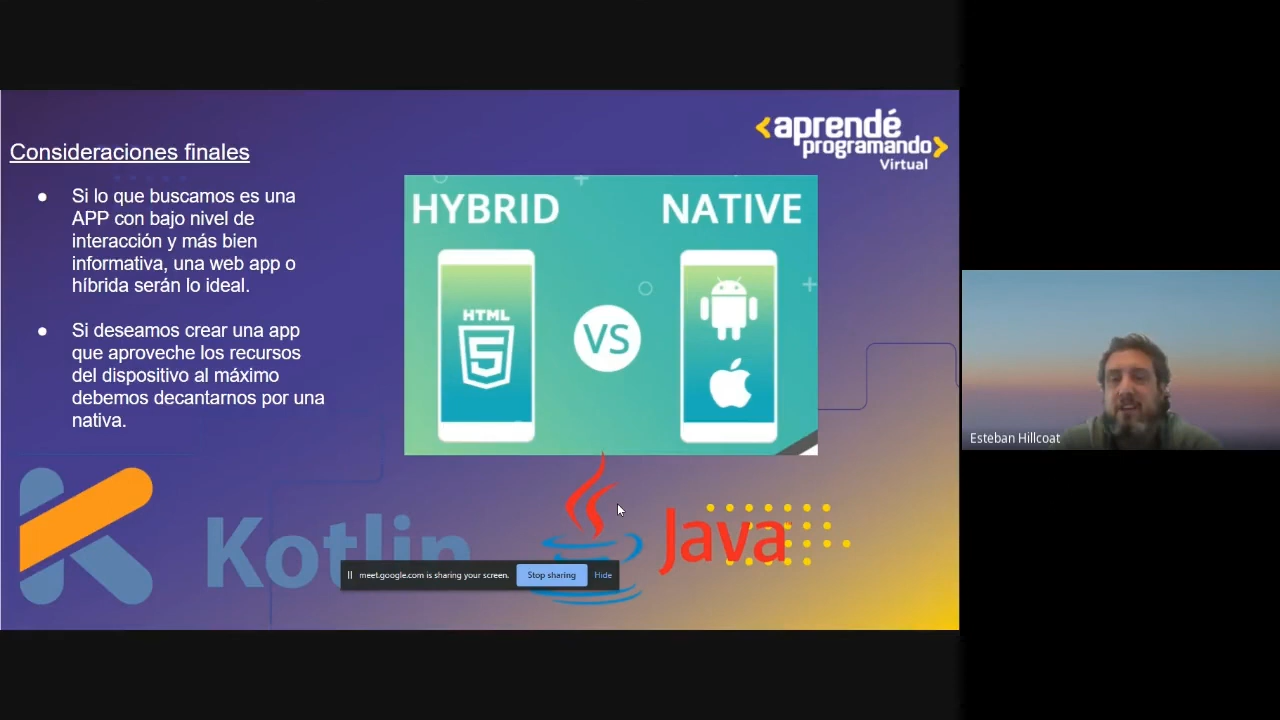 <aprendé
programando>
Virtual
Consideraciones finales
● Si lo que buscamos es una
APP con bajo nivel de
interacción y más bien
informativa, una web app o
híbrida serán lo ideal.
● Si deseamos crear una app
que aproveche los recursos
del dispositivo al máximo
debemos decantarnos por una
nativa.
HYBRID
NATIVE
HTML
5
VS
Kotlin
Java
meet.google.com is sharing your screen.
Stop sharing
Hide
Esteban Hillcoat